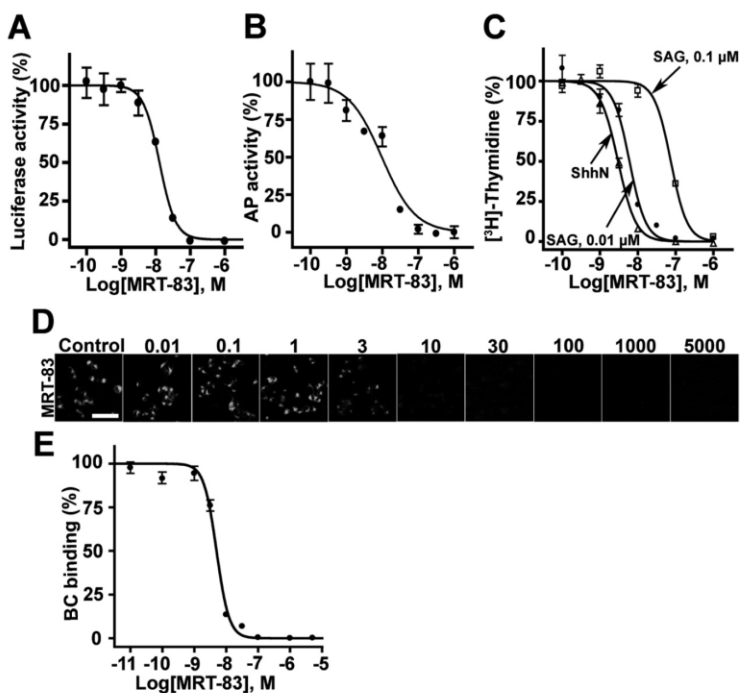 A
Luciferase activity (%)
100
75
50
25
0
-10 -9 -8 -7 -6
Log[MRT-83], M
B
AP activity (%)
100
75
50
25
0
-10 -9 -8 -7 -6
Log[MRT-83], M
C
[³H]-Thymidine (%)
100
75
50
25
0
SAG, 0.1 µM
ShhN
SAG, 0.01 µM
-10 -9 -8 -7 -6
Log[MRT-83], M
D
Control 0.01 0.1 1 3 10 30 100 1000 5000
MRT-83
E
BC binding (%)
100
75
50
25
0
-11 -10 -9 -8 -7 -6 -5
Log[MRT-83], M